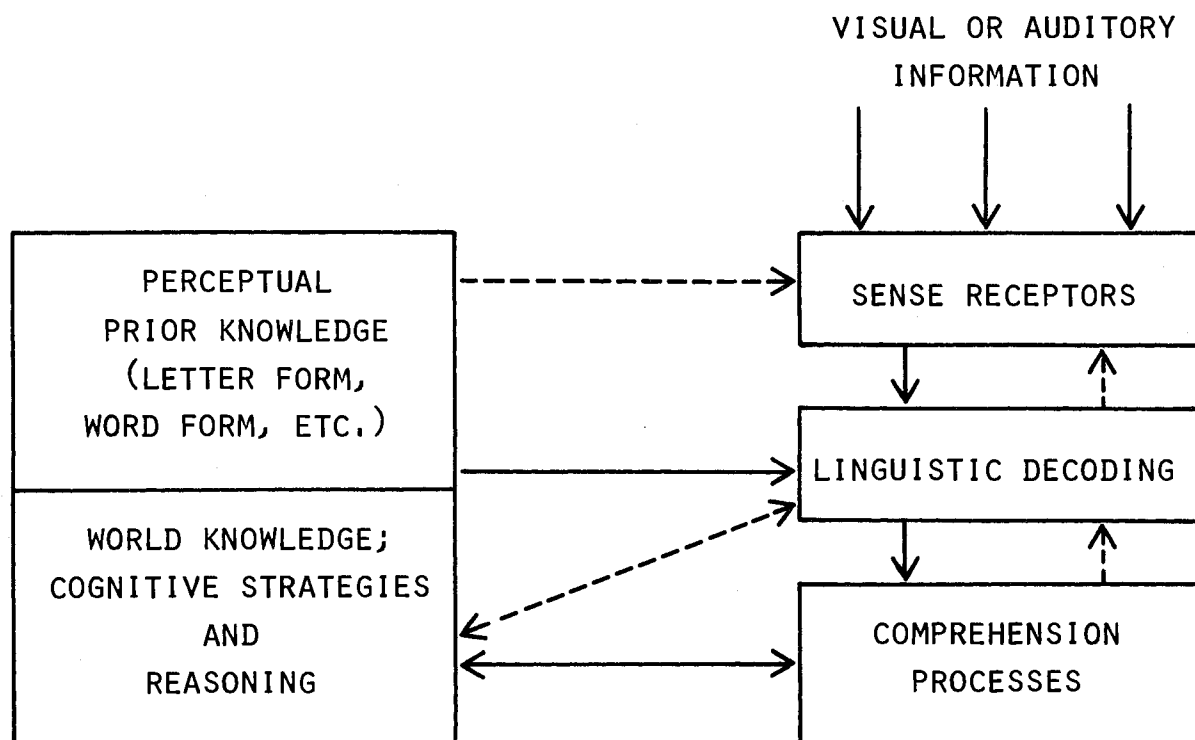 VISUAL OR AUDITORY
INFORMATION
PERCEPTUAL
PRIOR KNOWLEDGE
(LETTER FORM,
WORD FORM, ETC.)
SENSE RECEPTORS
LINGUISTIC DECODING
WORLD KNOWLEDGE;
COGNITIVE STRATEGIES
AND
REASONING
COMPREHENSION
PROCESSES